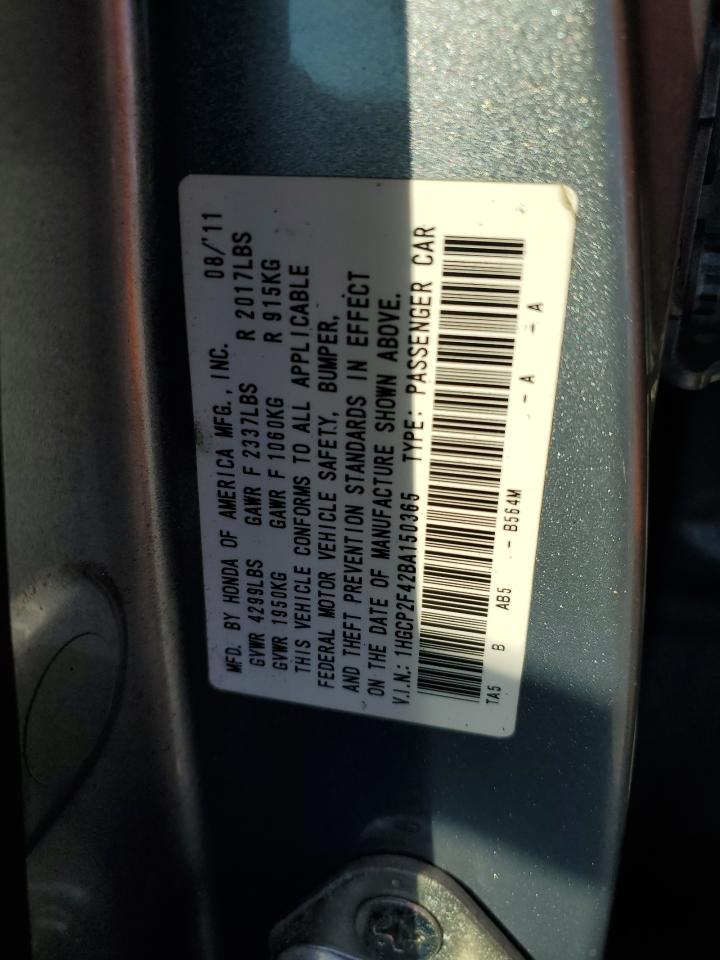 MFD. BY HONDA OF AMERICA MFG., INC. 08/'11
GVWR 4299LBS GAWR F 2337LBS R 2017LBS
GVWR 1950KG GAWR F 1060KG R 915KG
THIS VEHICLE CONFORMS TO ALL APPLICABLE
FEDERAL MOTOR VEHICLE SAFETY, BUMPER,
AND THEFT PREVENTION STANDARDS IN EFFECT
ON THE DATE OF MANUFACTURE SHOWN ABOVE.
V.I.N.: 1HGCP2F42BA150365 TYPE: PASSENGER CAR
TA5 B AB5 - B564M - A - A